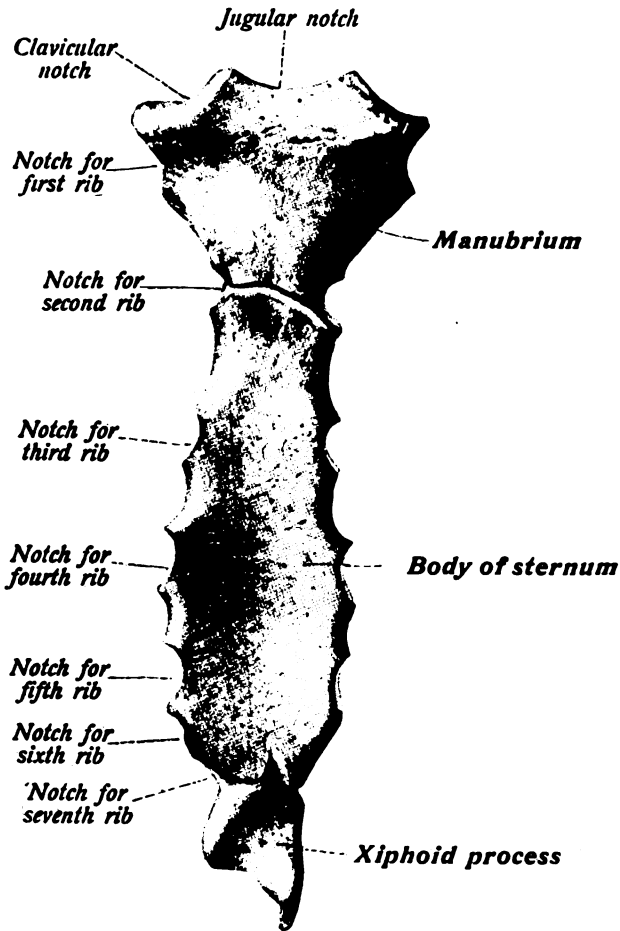 Jugular notch
Clavicular
notch
Notch for
first rib
Manubrium
Notch for
second rib
Notch for
third rib
Notch for
fourth rib
Body of sternum
Notch for
fifth rib
Notch for
sixth rib
Notch for
seventh rib
Xiphoid process